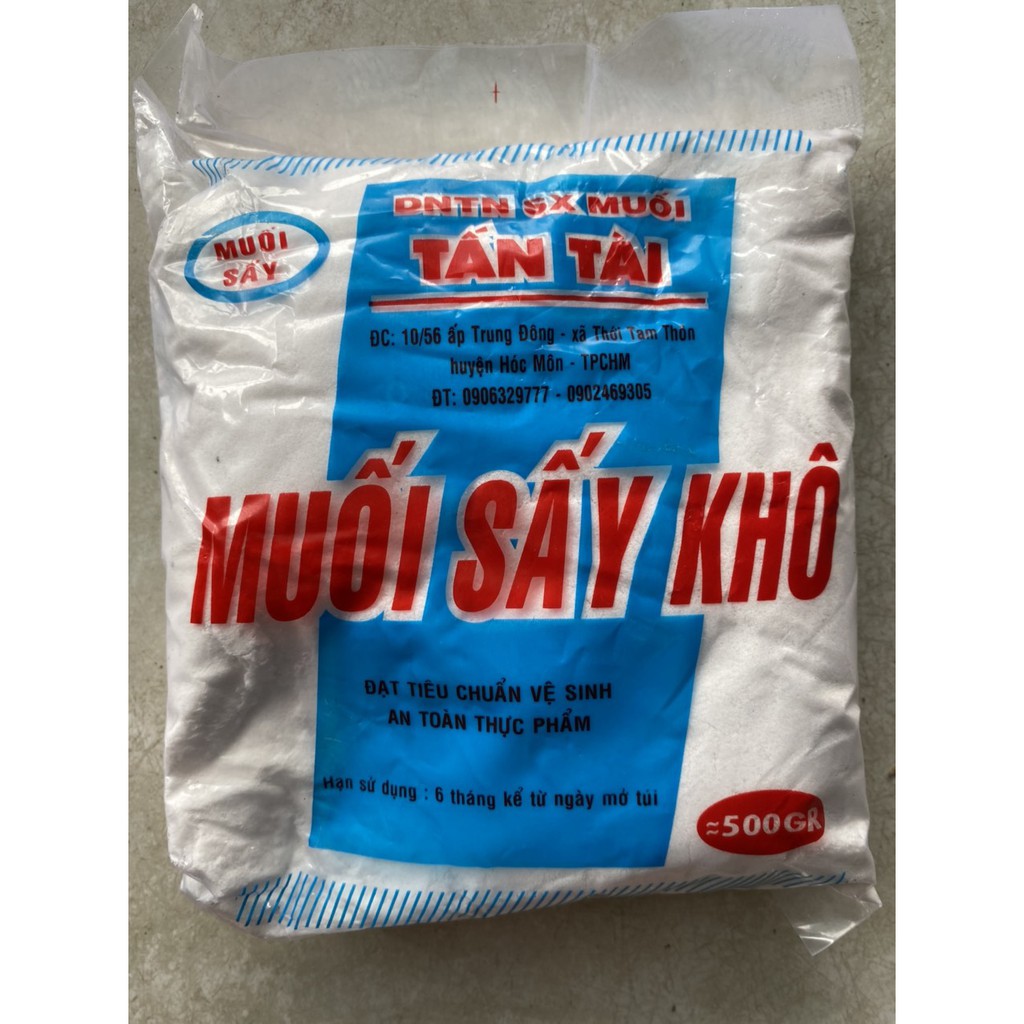 MUỐI
SẤY
DNTN SX MUỐI
TẤN TÀI
ĐC: 10/56 ấp Trung Đông - xã Thới Tam Thôn
huyện Hóc Môn - TPCHM
ĐT: 0906329777 - 0902469305
MUỐI SẤY KHÔ
ĐẠT TIÊU CHUẨN VỆ SINH
AN TOÀN THỰC PHẨM
Hạn sử dụng : 6 tháng kể từ ngày mở túi
≈500GR